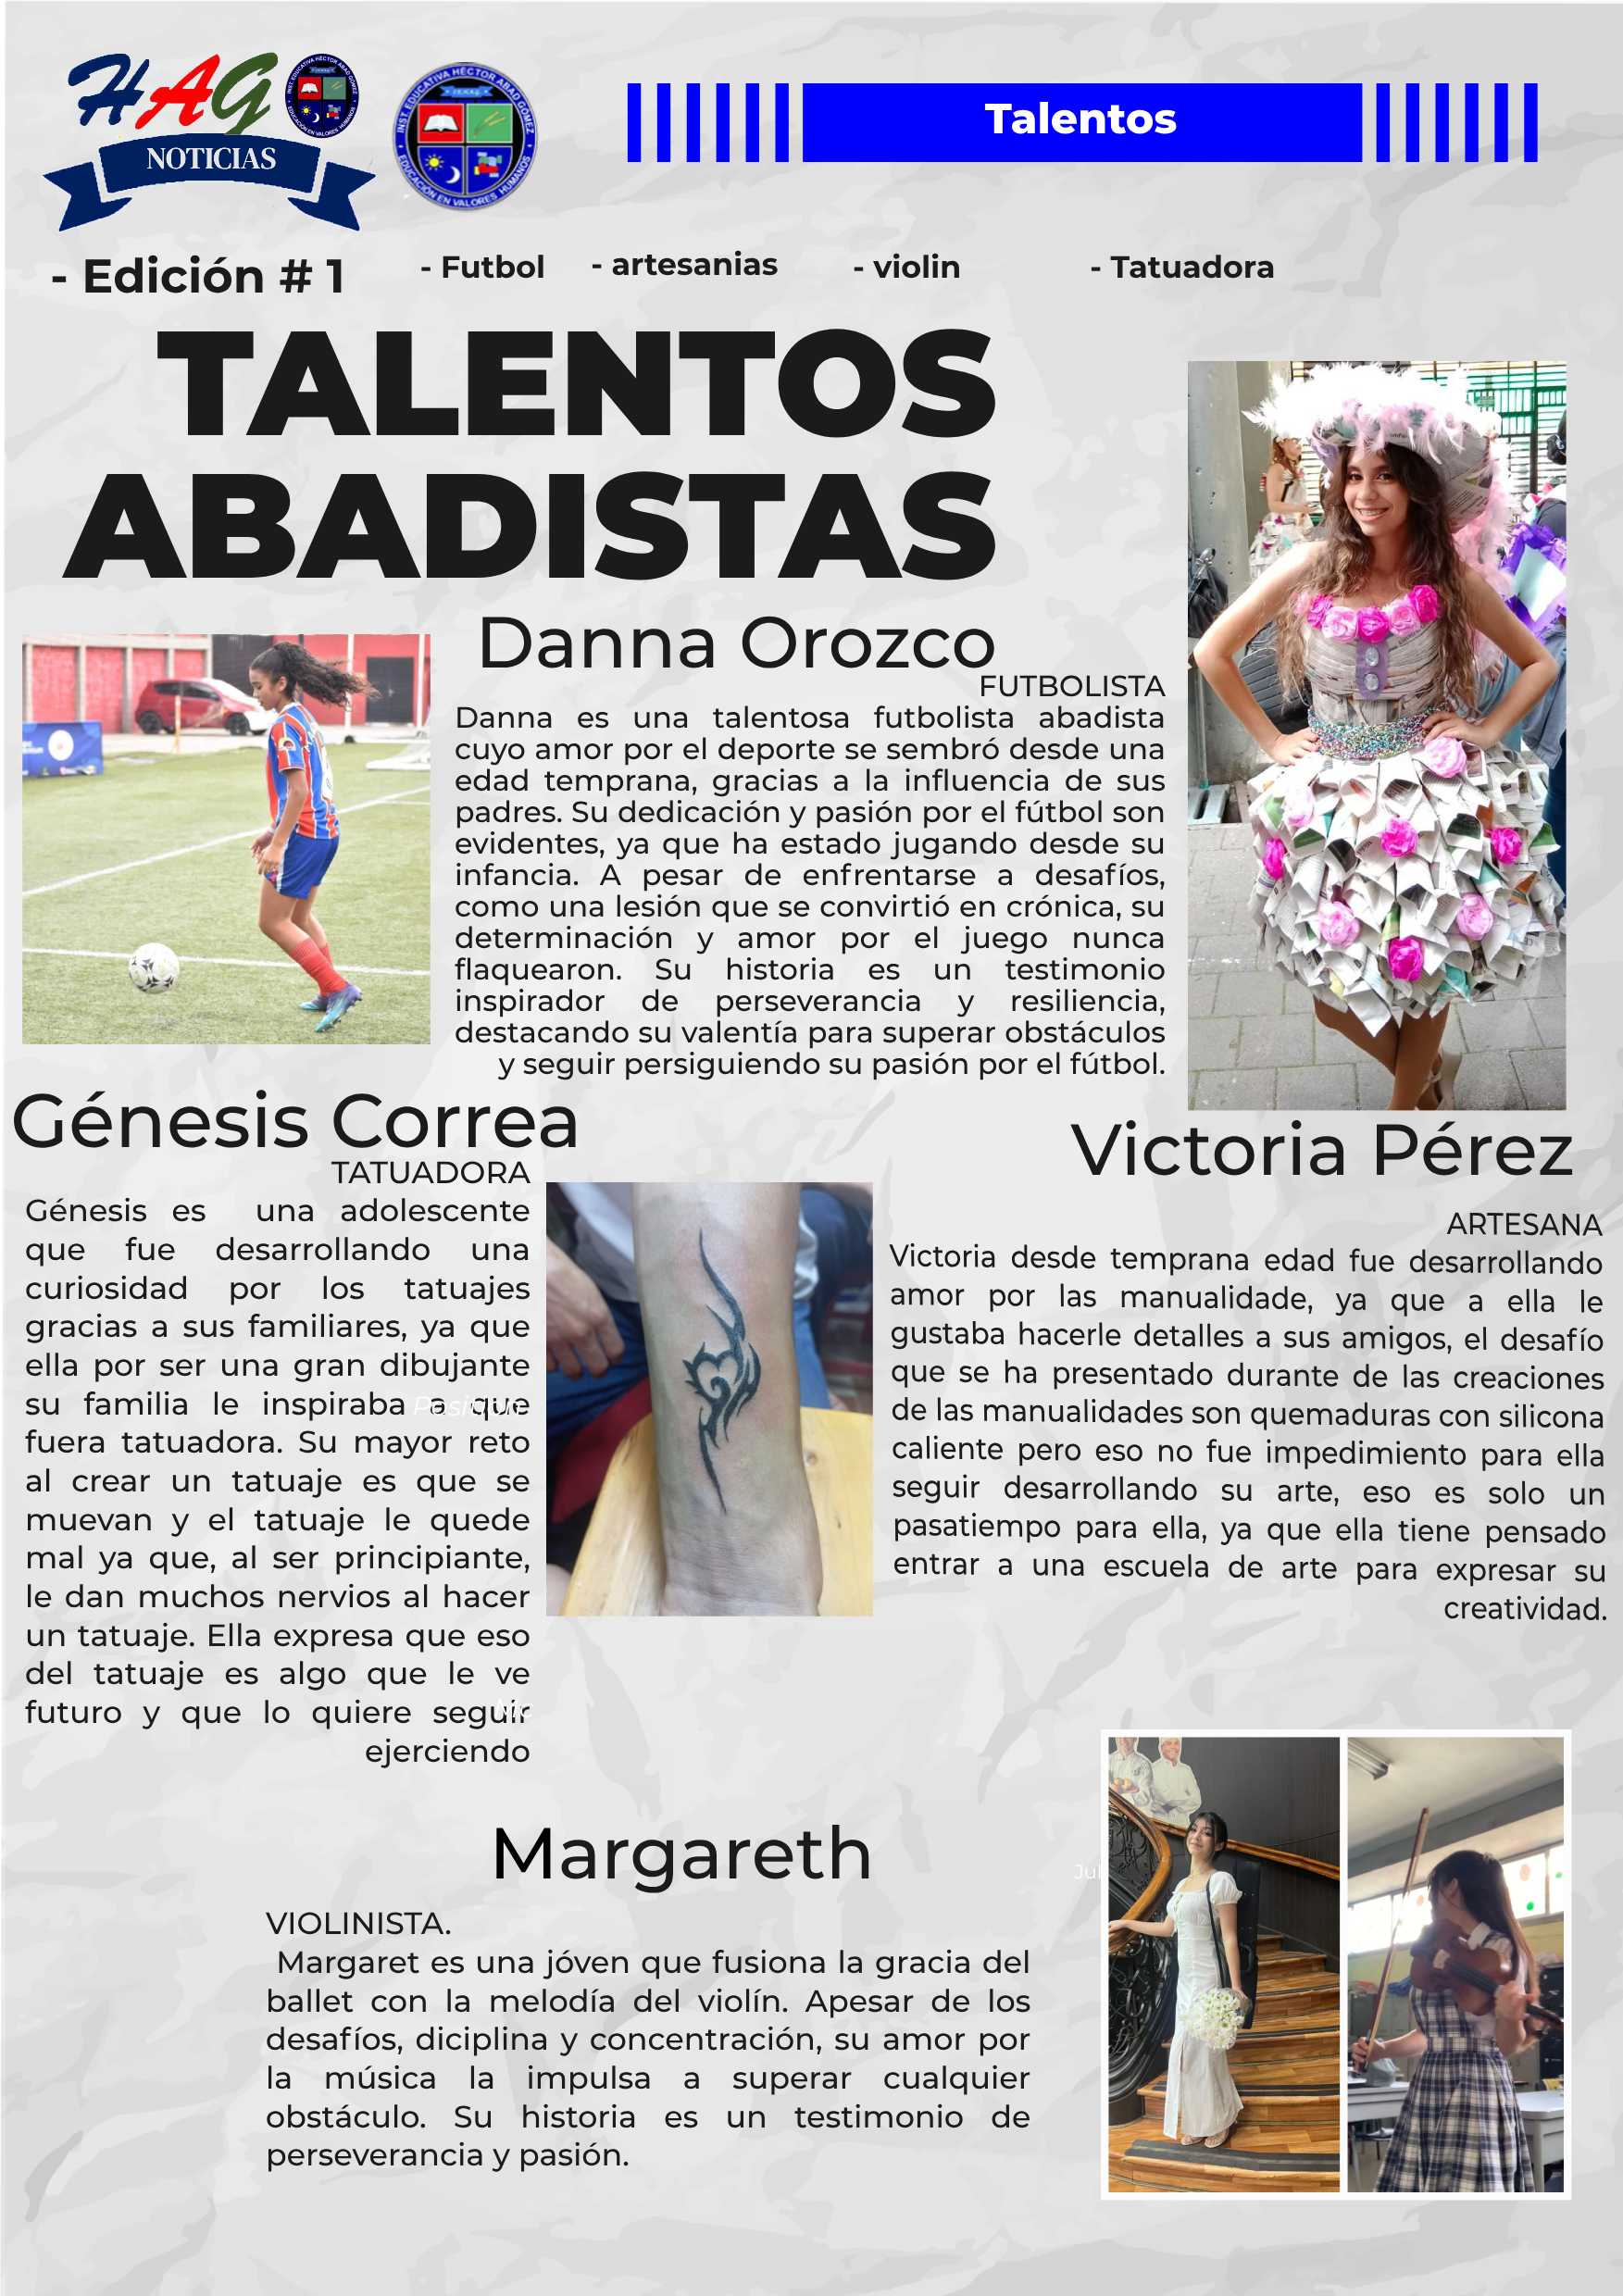 HAG
NOTICIAS
INST EDUCATIVA HÉCTOR ABAD GÓMEZ
EDUCACIÓN EN VALORES HUMANOS
Talentos
- Edición # 1
- Futbol
- artesanias
- violin
- Tatuadora
TALENTOS
ABADISTAS
Danna Orozco
FUTBOLISTA
Danna es una talentosa futbolista abadista
cuyo amor por el deporte se sembró desde una
edad temprana, gracias a la influencia de sus
padres. Su dedicación y pasión por el fútbol son
evidentes, ya que ha estado jugando desde su
infancia. A pesar de enfrentarse a desafíos,
como una lesión que se convirtió en crónica, su
determinación y amor por el juego nunca
flaquearon. Su historia es un testimonio
inspirador de perseverancia y resiliencia,
destacando su valentía para superar obstáculos
y seguir persiguiendo su pasión por el fútbol.
Génesis Correa
TATUADORA
Génesis es una adolescente
que fue desarrollando una
curiosidad por los tatuajes
gracias a sus familiares, ya que
ella por ser una gran dibujante
su familia le inspiraba a que
fuera tatuadora. Su mayor reto
al crear un tatuaje es que se
muevan y el tatuaje le quede
mal ya que, al ser principiante,
le dan muchos nervios al hacer
un tatuaje. Ella expresa que eso
del tatuaje es algo que le ve
futuro y que lo quiere seguir
ejerciendo
Victoria Pérez
ARTESANA
Victoria desde temprana edad fue desarrollando
amor por las manualidade, ya que a ella le
gustaba hacerle detalles a sus amigos, el desafío
que se ha presentado durante de las creaciones
de las manualidades son quemaduras con silicona
caliente pero eso no fue impedimiento para ella
seguir desarrollando su arte, eso es solo un
pasatiempo para ella, ya que ella tiene pensado
entrar a una escuela de arte para expresar su
creatividad.
Margareth
VIOLINISTA.
Margaret es una jóven que fusiona la gracia del
ballet con la melodía del violín. Apesar de los
desafíos, diciplina y concentración, su amor por
la música la impulsa a superar cualquier
obstáculo. Su historia es un testimonio de
perseverancia y pasión.
Jul